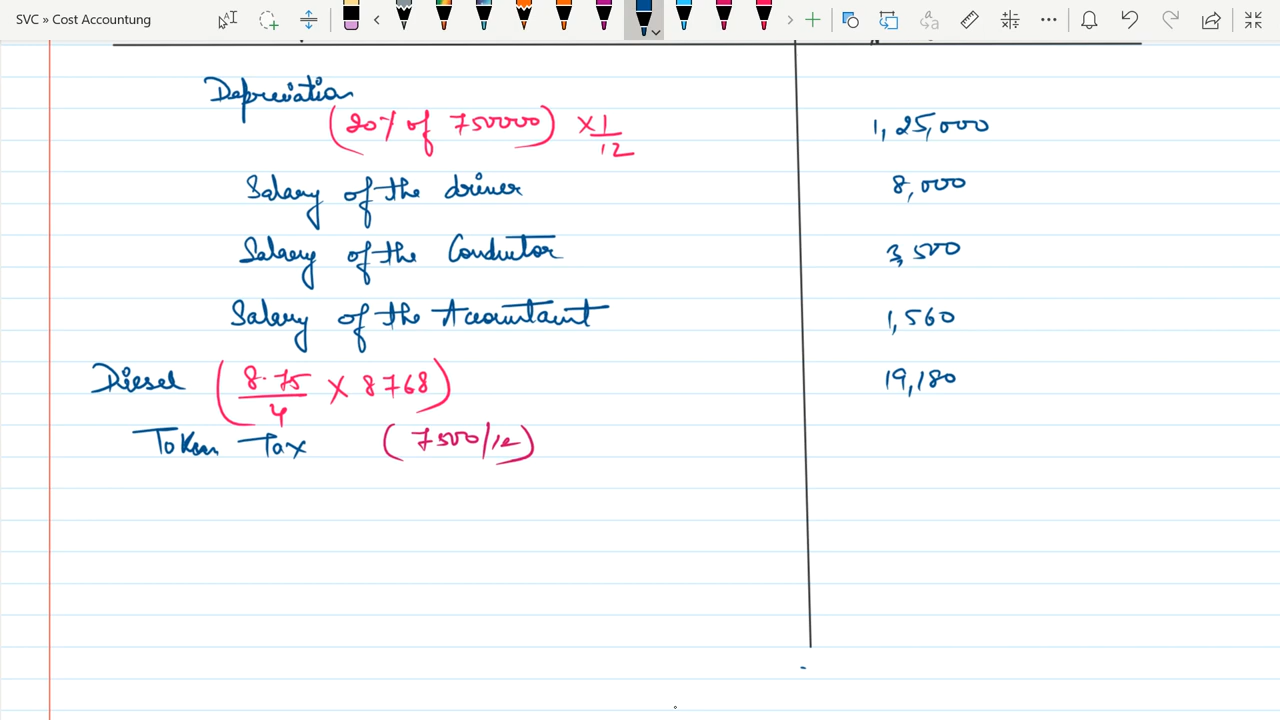 SVC » Cost Accountung
Depreciation
(20% of 750000) × 1/12 1,25,000
Salary of the driver 8,000
Salary of the Conductor 3,500
Salary of the Accountant 1,560
Diesel (8.75/4 × 8768) 19,180
Token Tax (7500/12)